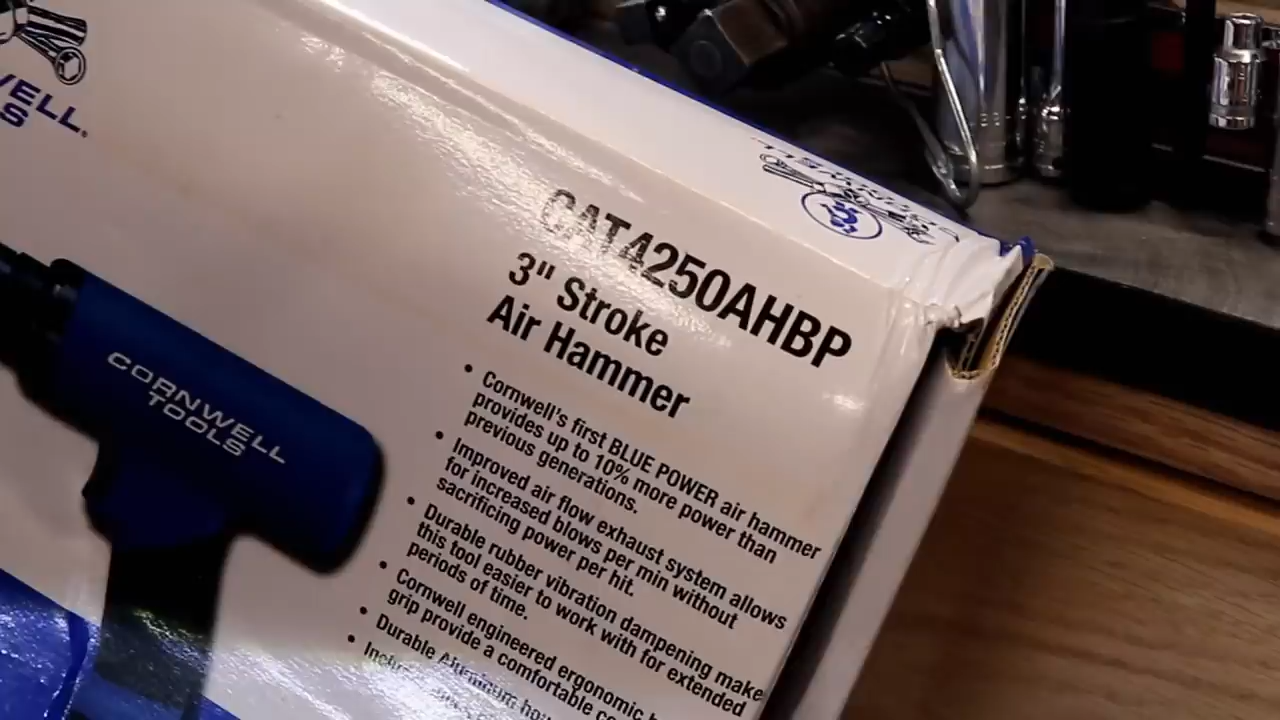 CORNWELL
TOOLS
CAT4250AHBP
3" Stroke
Air Hammer
• Cornwell's first BLUE POWER air hammer
provides up to 10% more power than
previous generations.
• Improved air flow exhaust system allows
for increased blows per min without
sacrificing power per hit.
• Durable rubber vibration dampening make
this tool easier to work with for extended
periods of time.
• Cornwell engineered ergonomic
grip provide a comfortable
• Durable Aluminum